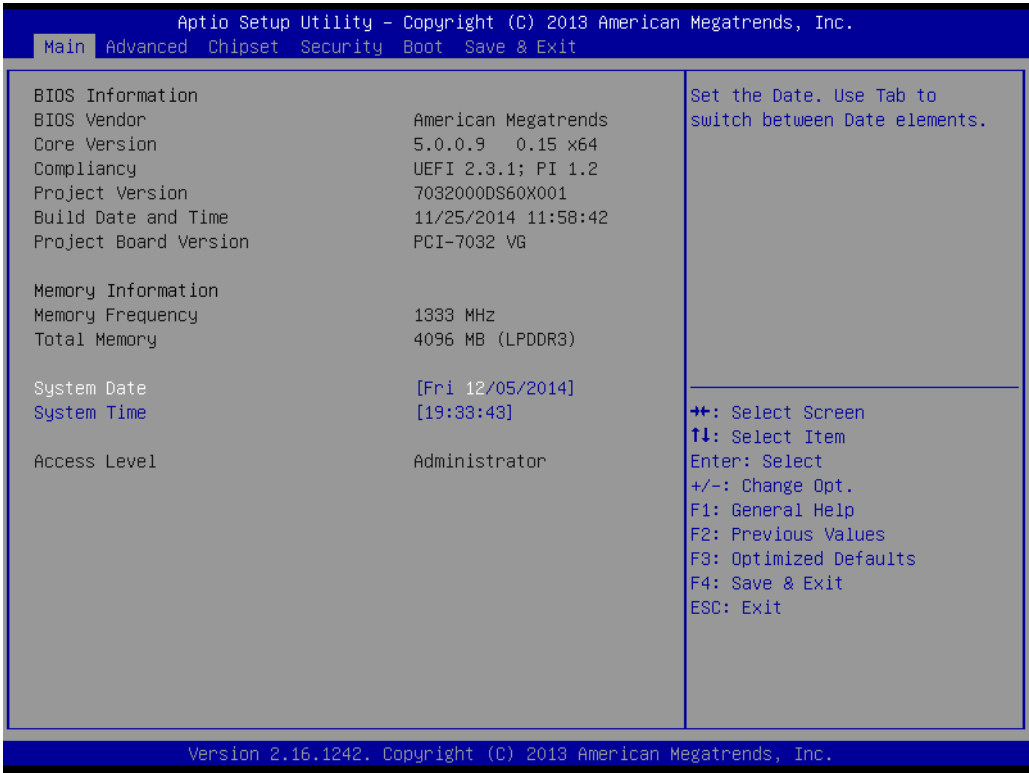 Aptio Setup Utility – Copyright (C) 2013 American Megatrends, Inc.
Main Advanced Chipset Security Boot Save & Exit
BIOS Information
BIOS Vendor American Megatrends
Core Version 5.0.0.9 0.15 x64
Compliancy UEFI 2.3.1; PI 1.2
Project Version 7032000DS60X001
Build Date and Time 11/25/2014 11:58:42
Project Board Version PCI-7032 VG
Memory Information
Memory Frequency 1333 MHz
Total Memory 4096 MB (LPDDR3)
System Date [Fri 12/05/2014]
System Time [19:33:43]
Access Level Administrator
Set the Date. Use Tab to
switch between Date elements.
→←: Select Screen
↑↓: Select Item
Enter: Select
+/-: Change Opt.
F1: General Help
F2: Previous Values
F3: Optimized Defaults
F4: Save & Exit
ESC: Exit
Version 2.16.1242. Copyright (C) 2013 American Megatrends, Inc.